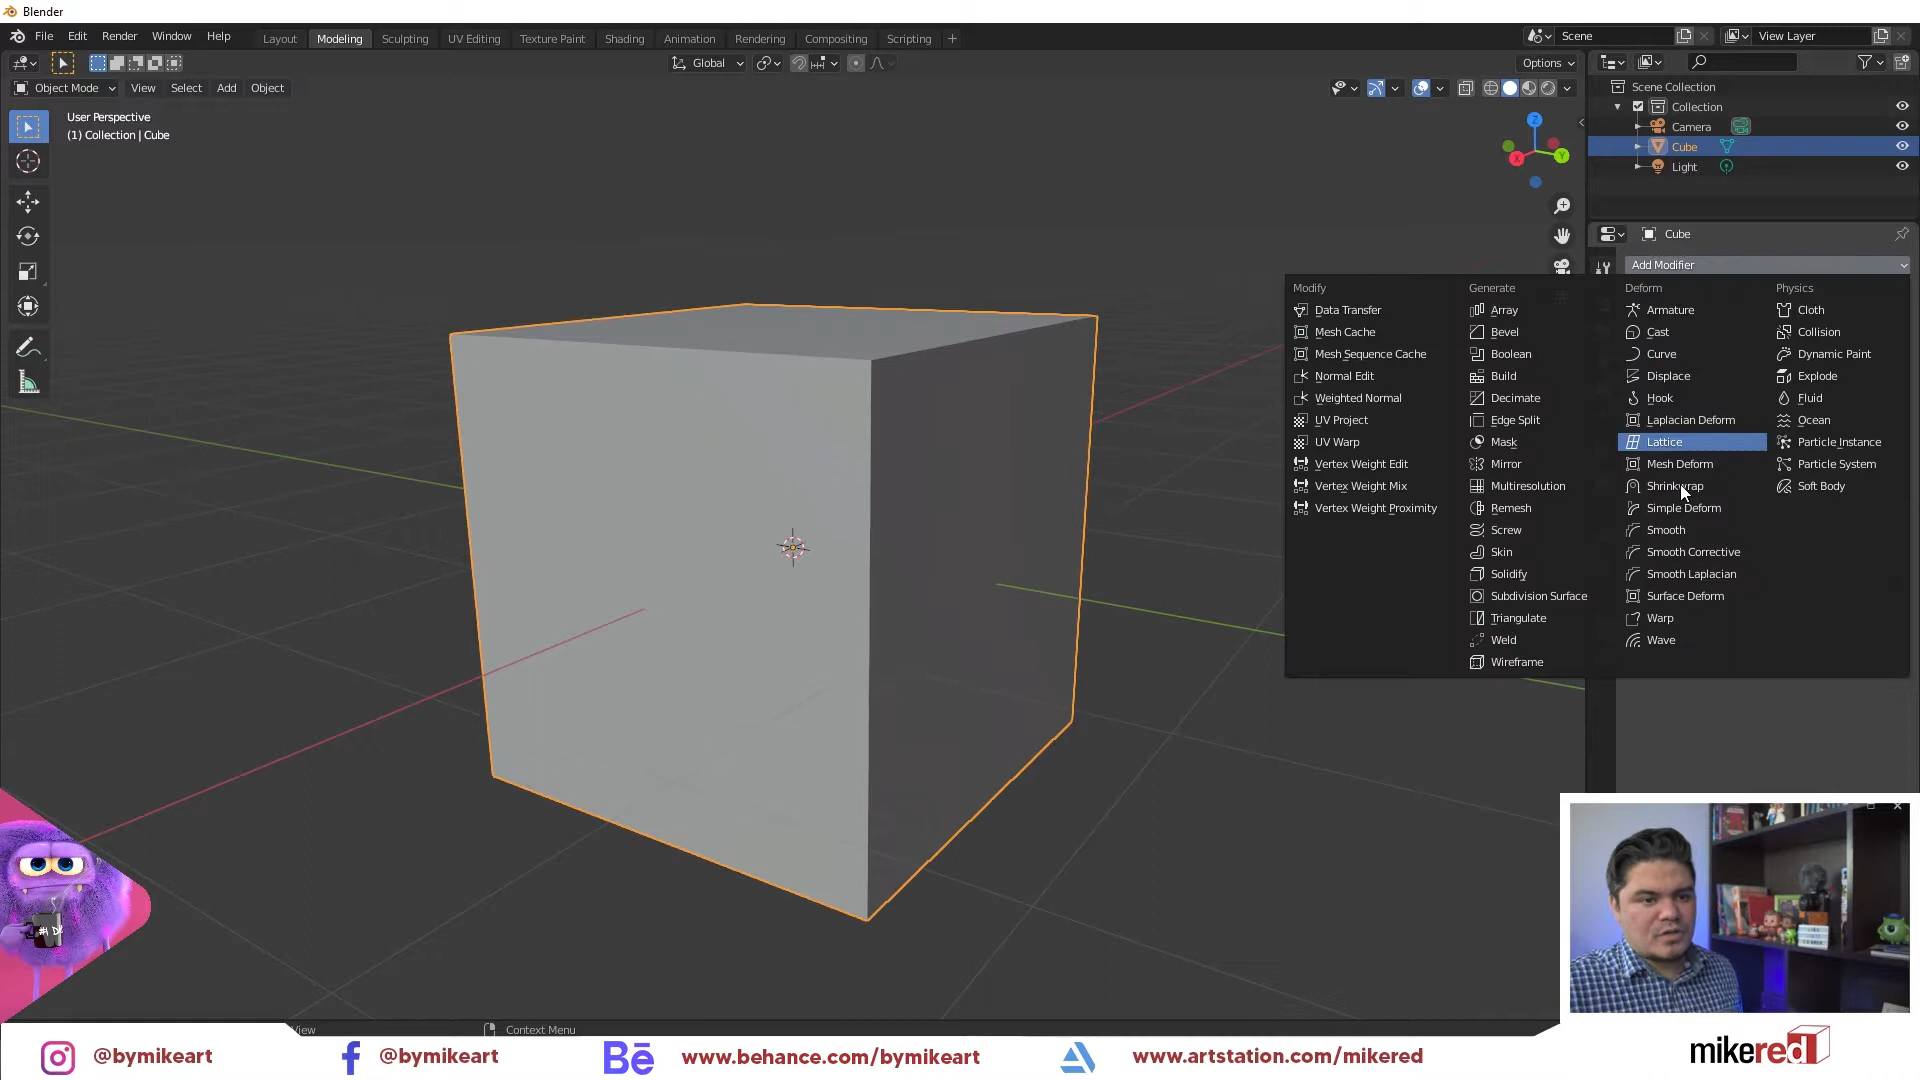 Blender
File Edit Render Window Help
Layout Modeling Sculpting UV Editing Texture Paint Shading Animation Rendering Compositing Scripting +
Scene
View Layer
Global
Options
Object Mode View Select Add Object
User Perspective
(1) Collection | Cube
Z
X
Y
Scene Collection
Collection
Camera
Cube
Light
Cube
Add Modifier
Modify
Data Transfer
Mesh Cache
Mesh Sequence Cache
Normal Edit
Weighted Normal
UV Project
UV Warp
Vertex Weight Edit
Vertex Weight Mix
Vertex Weight Proximity
Generate
Array
Bevel
Boolean
Build
Decimate
Edge Split
Mask
Mirror
Multiresolution
Remesh
Screw
Skin
Solidify
Subdivision Surface
Triangulate
Weld
Wireframe
Deform
Armature
Cast
Curve
Displace
Hook
Laplacian Deform
Lattice
Mesh Deform
Shrinkwrap
Simple Deform
Smooth
Smooth Corrective
Smooth Laplacian
Surface Deform
Warp
Wave
Physics
Cloth
Collision
Dynamic Paint
Explode
Fluid
Ocean
Particle Instance
Particle System
Soft Body
View
Context Menu
@bymikeart
@bymikeart
Bē www.behance.com/bymikeart
www.artstation.com/mikered
mikered